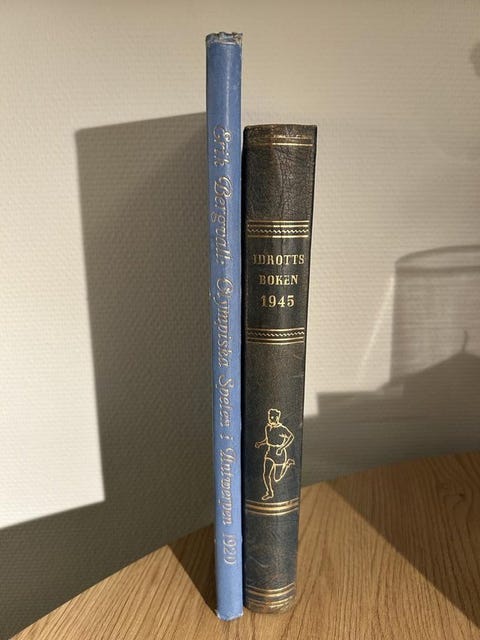 Erik Bergvall: Olympiska Spelen i Antwerpen 1920
IDROTTS
BOKEN
1945